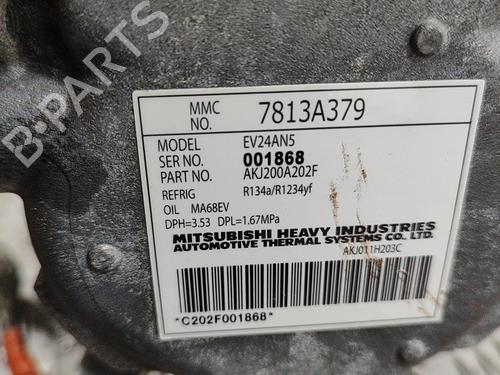 B-PARTS
MMC NO. 7813A379
MODEL EV24AN5
SER NO. 001868
PART NO. AKJ200A202F
REFRIG R134a/R1234yf
OIL MA68EV
DPH=3.53 DPL=1.67MPa
MITSUBISHI HEAVY INDUSTRIES
AUTOMOTIVE THERMAL SYSTEMS CO., LTD.
AKJ011H203C
*C202F001868*